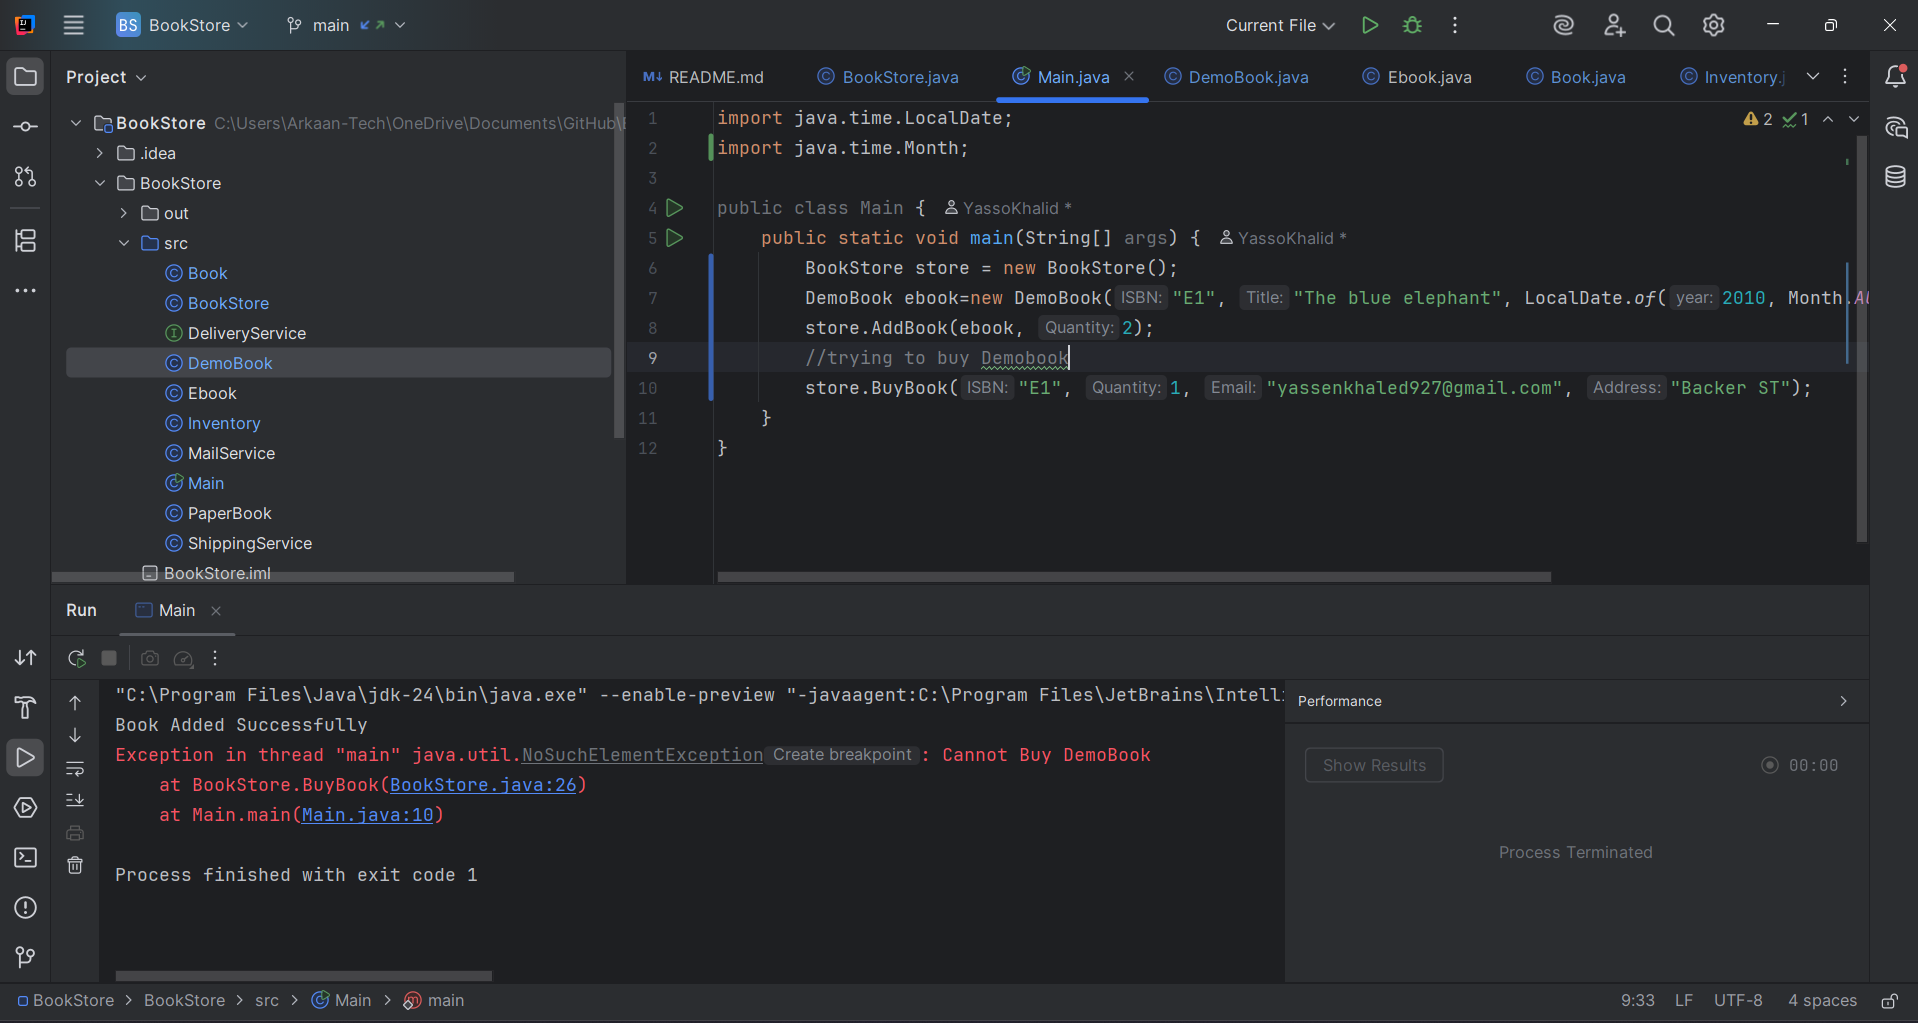 BS BookStore main Current File
Project
BookStore C:\Users\Arkaan-Tech\OneDrive\Documents\GitHub\
.idea
BookStore
out
src
Book
BookStore
DeliveryService
DemoBook
Ebook
Inventory
MailService
Main
PaperBook
ShippingService
BookStore.iml
M↓ README.md BookStore.java Main.java DemoBook.java Ebook.java Book.java Inventory.j
2 1
1 import java.time.LocalDate;
2 import java.time.Month;
3
4 public class Main { YassoKhalid *
5 public static void main(String[] args) { YassoKhalid *
6 BookStore store = new BookStore();
7 DemoBook ebook=new DemoBook( ISBN: "E1", Title: "The blue elephant", LocalDate.of( year: 2010, Month.
8 store.AddBook(ebook, Quantity: 2);
9 //trying to buy Demobook
10 store.BuyBook( ISBN: "E1", Quantity: 1, Email: "yassenkhaled927@gmail.com", Address: "Backer ST");
11 }
12 }
Run Main
"C:\Program Files\Java\jdk-24\bin\java.exe" --enable-preview "-javaagent:C:\Program Files\JetBrains\Intelli
Book Added Successfully
Exception in thread "main" java.util.NoSuchElementException Create breakpoint : Cannot Buy DemoBook
at BookStore.BuyBook(BookStore.java:26)
at Main.main(Main.java:10)
Process finished with exit code 1
Performance
Show Results 00:00
Process Terminated
BookStore > BookStore > src > Main > main 9:33 LF UTF-8 4 spaces